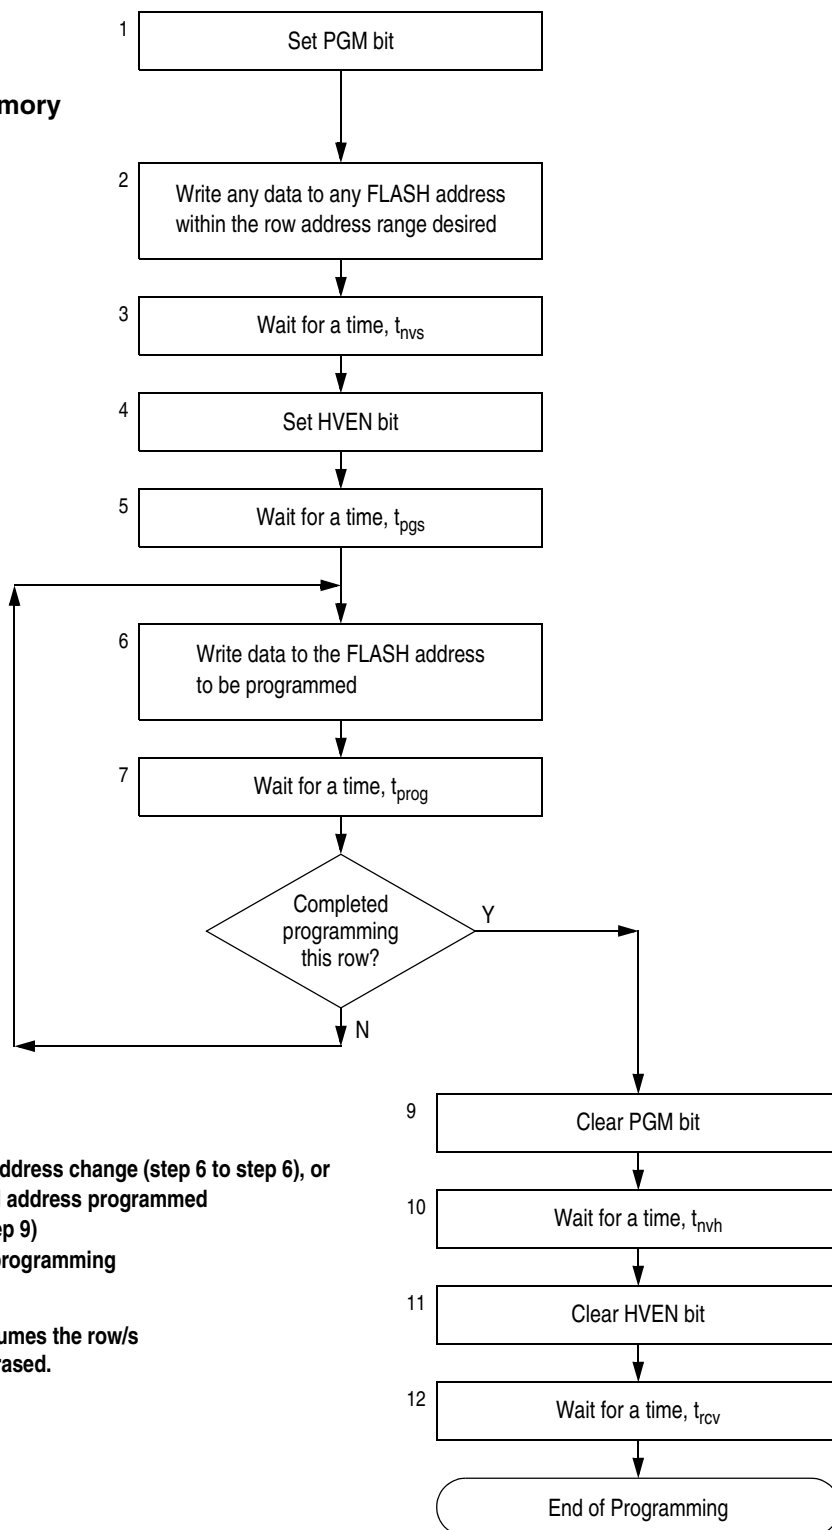 1
Set PGM bit
2
Write any data to any FLASH address
within the row address range desired
3
Wait for a time, tnvs
4
Set HVEN bit
5
Wait for a time, tpgs
6
Write data to the FLASH address
to be programmed
7
Wait for a time, tprog
Completed
programming
this row?
Y
N
9
Clear PGM bit
address change (step 6 to step 6), or
address programmed
9)
programming
the row/s
10
Wait for a time, tnvh
11
Clear HVEN bit
12
Wait for a time, trcv
End of Programming